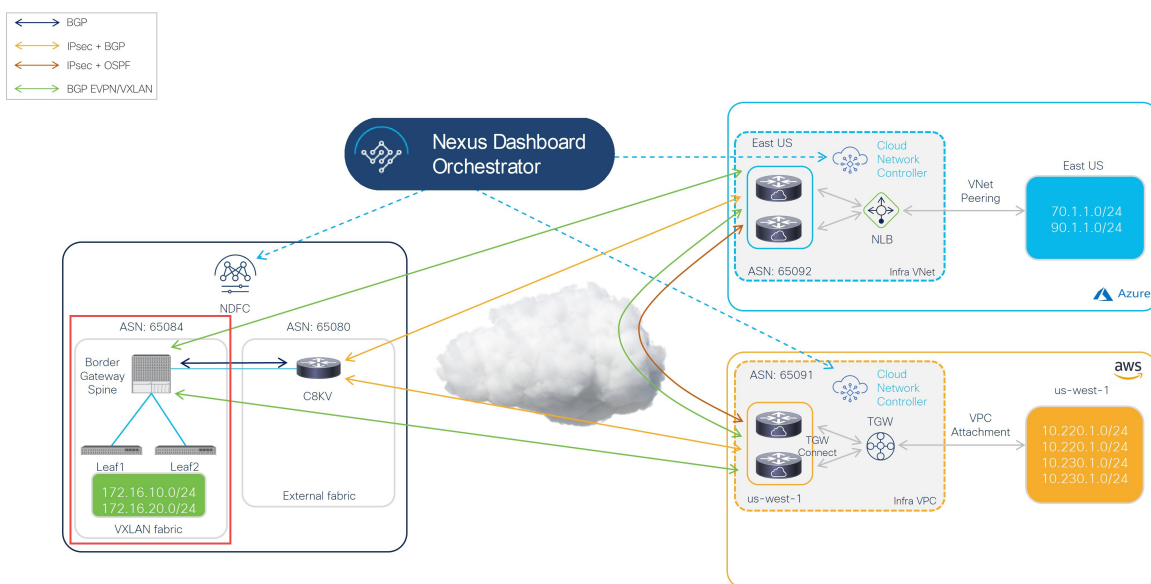 BGP
IPsec + BGP
IPsec + OSPF
BGP EVPN/VXLAN
Nexus Dashboard
Orchestrator
East US
Cloud
Network
Controller
NLB
ASN: 65092
Infra VNet
VNet
Peering
East US
70.1.1.0/24
90.1.1.0/24
Azure
NDFC
ASN: 65084
Border
Gateway
Spine
Leaf1
Leaf2
172.16.10.0/24
172.16.20.0/24
VXLAN fabric
ASN: 65080
C8KV
External fabric
ASN: 65091
Cloud
Network
Controller
TGW
Connect
TGW
us-west-1
Infra VPC
VPC
Attachment
aws
us-west-1
10.220.1.0/24
10.220.1.0/24
10.230.1.0/24
10.230.1.0/24